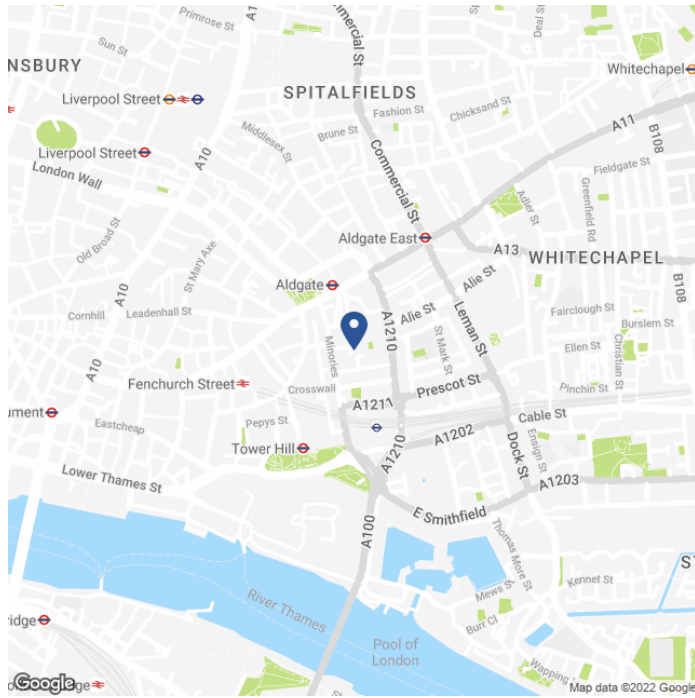 Primrose St
Sun St
NSBURY
Commercial St
Deal St
Whitechapel
Liverpool Street
SPITALFIELDS
Fashion St
Chicksand St
A11
Middlesex St
Brune St
A10
B108
Liverpool Street
London Wall
Commercial St
Fieldgate St
Adler St
Greenfield Rd
Old Broad St
St Mary Axe
Aldgate East
A13
WHITECHAPEL
Aldgate
Alie St
B108
A10
Cornhill
Leadenhall St
Alie St
A1210
Leman St
Fairclough St
Burslem St
Minories
St Mark St
Ellen St
Christian St
A10
Fenchurch Street
Crosswall
Prescot St
Pinchin St
ument
A1211
Cable St
Eastcheap
Pepys St
A1202
Ensign St
Tower Hill
A1210
Dock St
Lower Thames St
A1203
E Smithfield
A100
Thomas More St
ST
Kennet St
Mews S
River Thames
Burr Cl
ridge
Pool of
London
Wapping
Google
Map data ©2022 Google